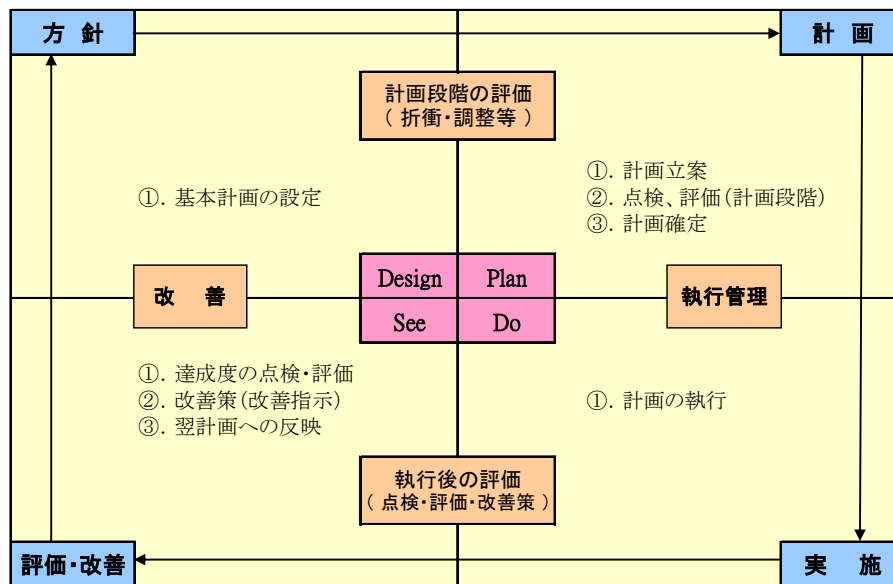 方 針
計 画
計画段階の評価
（ 折衝・調整等 ）
①. 基本計画の設定
①. 計画立案
②. 点検、評価(計画段階)
③. 計画確定
改 善
Design
Plan
See
Do
執行管理
①. 達成度の点検・評価
②. 改善策(改善指示)
③. 翌計画への反映
①. 計画の執行
執行後の評価
（ 点検・評価・改善策 ）
評価・改善
実 施